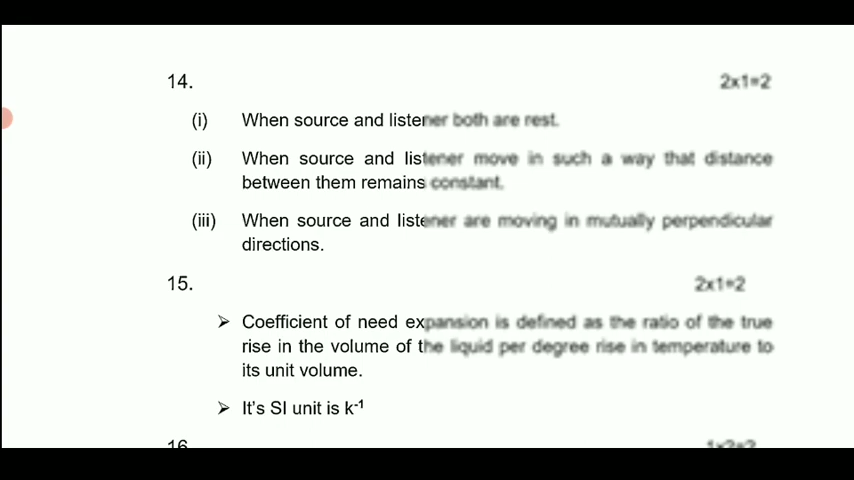 14. 2x1=2
(i) When source and listener both are rest.
(ii) When source and listener move in such a way that distance
between them remains constant.
(iii) When source and listener are moving in mutually perpendicular
directions.
15. 2x1=2
➢ Coefficient of need expansion is defined as the ratio of the true
rise in the volume of the liquid per degree rise in temperature to
its unit volume.
➢ It's SI unit is k⁻¹
16. 1x2=2